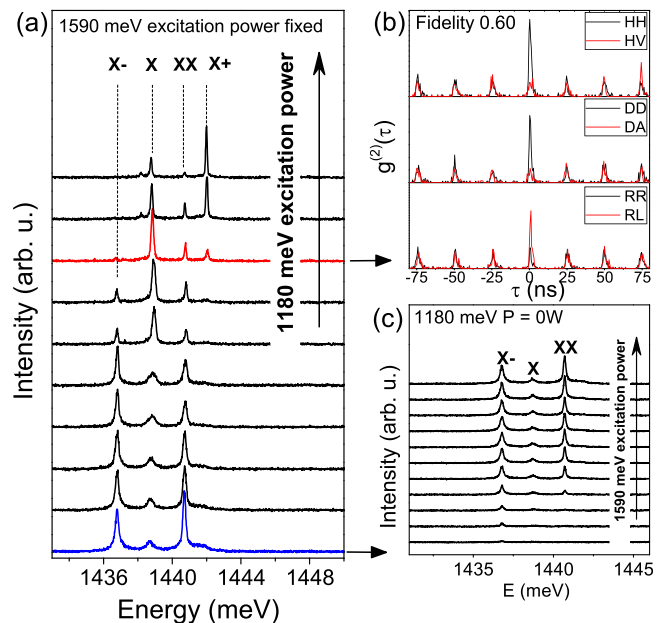 (a)
1590 meV excitation power fixed
X- X XX X+
1180 meV excitation power
Intensity (arb. u.)
1436 1440 1444 1448
Energy (meV)
(b)
Fidelity 0.60
HH
HV
DD
DA
RR
RL
g(2)(τ)
-75 -50 -25 0 25 50 75
τ (ns)
(c)
1180 meV P = 0W
X- X XX
1590 meV excitation power
Intensity (arb. u.)
1435 1440 1445
E (meV)